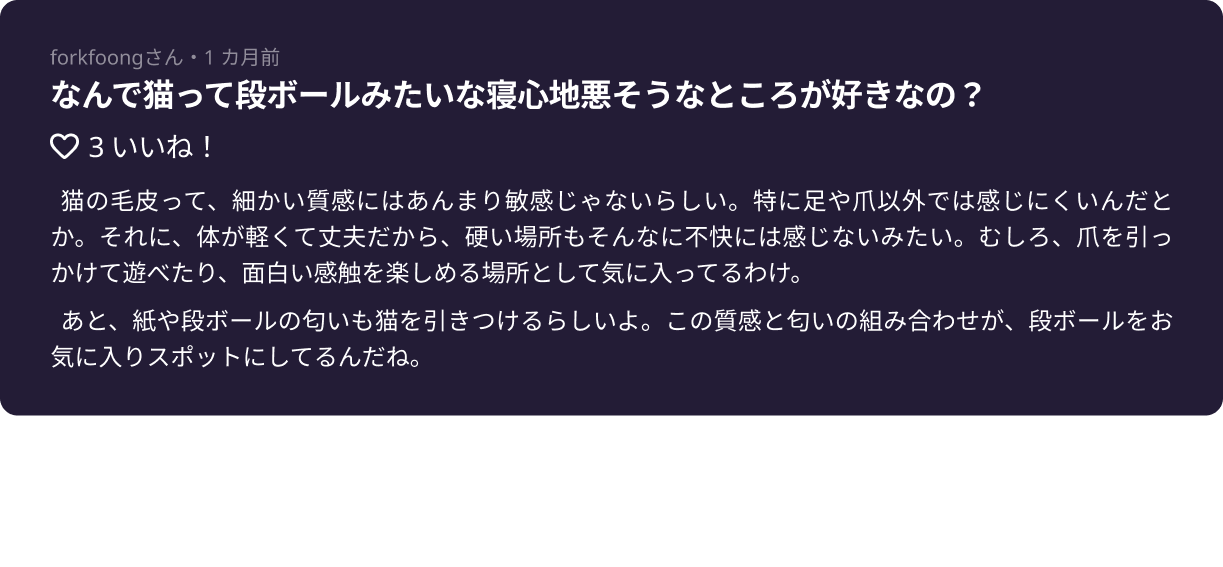 forkfoongさん・1 カ月前
なんで猫って段ボールみたいな寝心地悪そうなところが好きなの？
3 いいね！
猫の毛皮って、細かい質感にはあんまり敏感じゃないらしい。特に足や爪以外では感じにくいんだと
か。それに、体が軽くて丈夫だから、硬い場所もそんなに不快には感じないみたい。むしろ、爪を引っ
かけて遊べたり、面白い感触を楽しめる場所として気に入ってるわけ。
あと、紙や段ボールの匂いも猫を引きつけるらしいよ。この質感と匂いの組み合わせが、段ボールをお
気に入りスポットにしてるんだね。